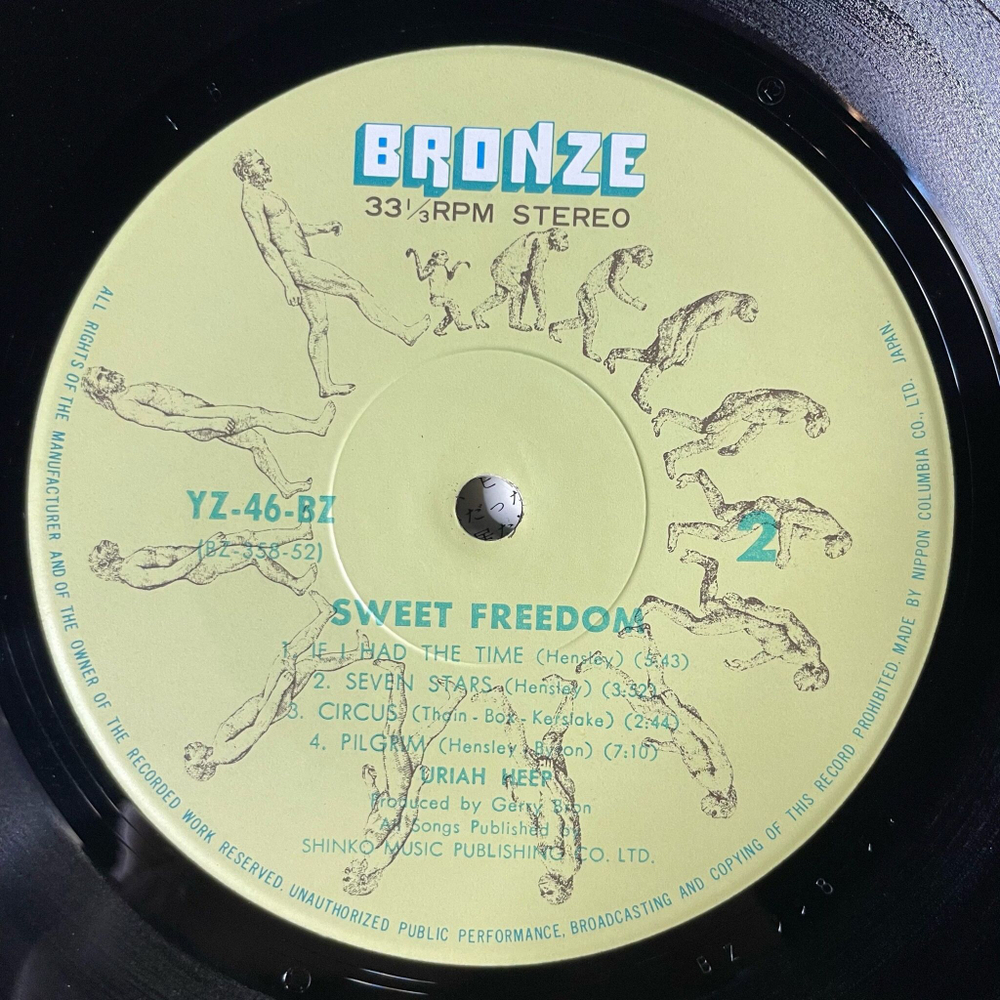 BRONZE
33⅓RPM STEREO
YZ-46-BZ
(BZ-358-52)
2
SWEET FREEDOM
1. IF I HAD THE TIME (Hensley) (5:43)
2. SEVEN STARS (Hensley) (3:52)
3. CIRCUS (Thain - Box - Kerslake) (2:44)
4. PILGRIM (Hensley - Byron) (7:10)
URIAH HEEP
Produced by Gerry Bron
All Songs Published by
SHINKO MUSIC PUBLISHING CO. LTD.
ALL RIGHTS OF THE MANUFACTURER AND OF THE OWNER OF THE RECORDED WORK RESERVED. UNAUTHORIZED PUBLIC PERFORMANCE, BROADCASTING AND COPYING OF THIS RECORD PROHIBITED. MADE BY NIPPON COLUMBIA CO., LTD. JAPAN.
B Z
8